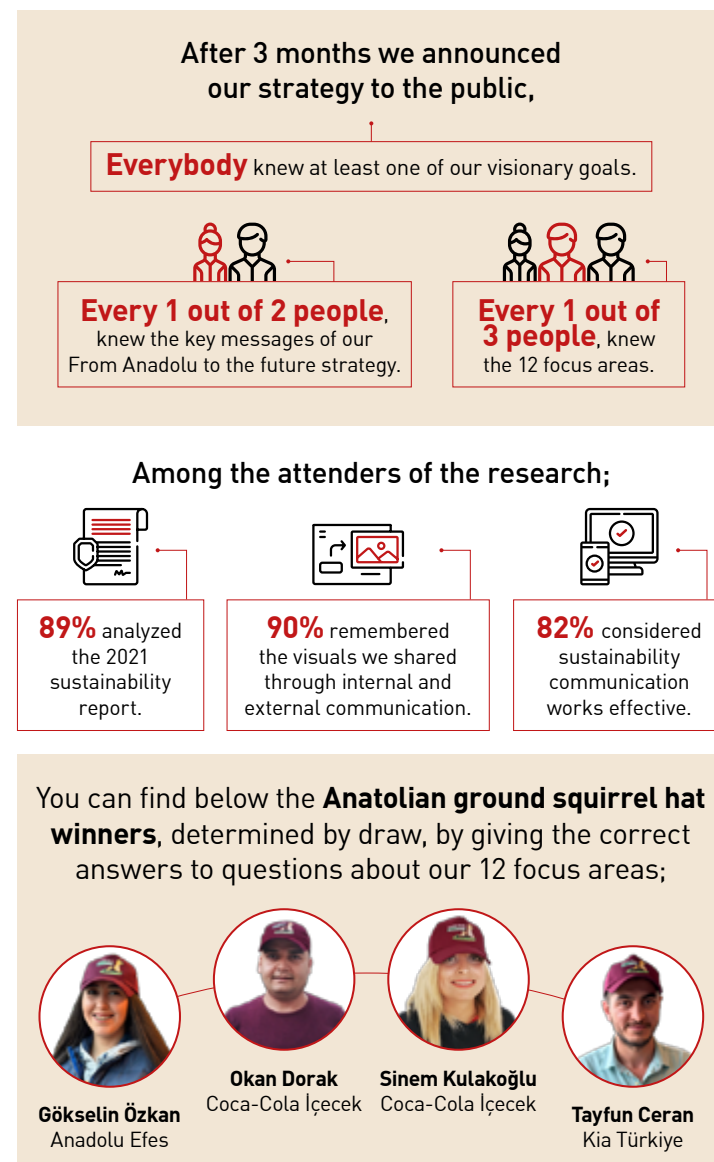 After 3 months we announced
our strategy to the public,
Everybody knew at least one of our visionary goals.
Every 1 out of 2 people,
knew the key messages of our
From Anadolu to the future strategy.
Every 1 out of
3 people, knew
the 12 focus areas.
Among the attenders of the research;
89% analyzed
the 2021
sustainability
report.
90% remembered
the visuals we shared
through internal and
external communication.
82% considered
sustainability
communication
works effective.
You can find below the Anatolian ground squirrel hat
winners, determined by draw, by giving the correct
answers to questions about our 12 focus areas;
Gökselin Özkan
Anadolu Efes
Okan Dorak
Coca-Cola İçecek
Sinem Kulakoğlu
Coca-Cola İçecek
Tayfun Ceran
Kia Türkiye